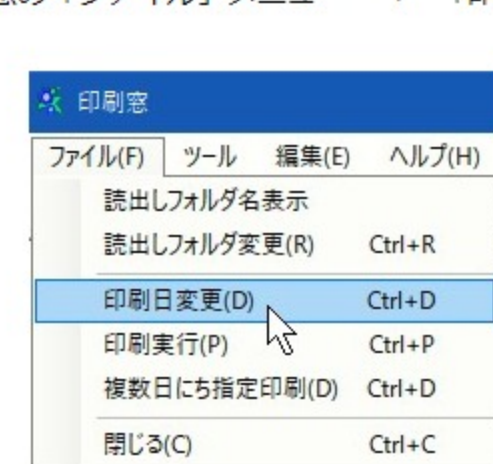 印刷窓
ファイル(F) ツール 編集(E) ヘルプ(H)
読出しフォルダ名表示
読出しフォルダ変更(R) Ctrl+R
印刷日変更(D) Ctrl+D
印刷実行(P) Ctrl+P
複数日にち指定印刷(D) Ctrl+D
閉じる(C) Ctrl+C